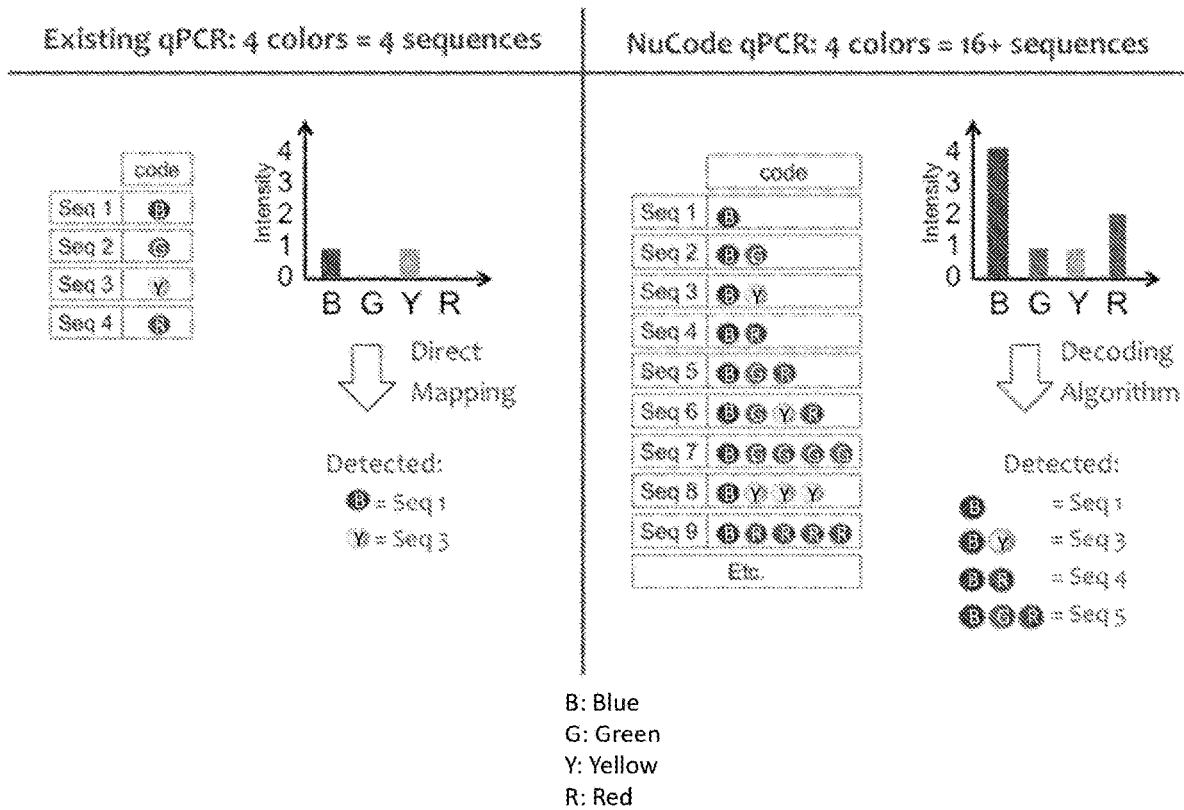 Existing qPCR: 4 colors = 4 sequences
code
Seq 1 B
Seq 2 G
Seq 3 Y
Seq 4 R
Intensity
4
3
2
1
0
B G Y R
Direct
Mapping
Detected:
B = Seq 1
Y = Seq 3
NuCode qPCR: 4 colors = 16+ sequences
code
Seq 1 B
Seq 2 B G
Seq 3 B Y
Seq 4 B R
Seq 5 B G R
Seq 6 B G Y R
Seq 7 B G G G G
Seq 8 B Y Y Y
Seq 9 B R R R R
Etc.
Intensity
4
3
2
1
0
B G Y R
Decoding
Algorithm
Detected:
B = Seq 1
B Y = Seq 3
B R = Seq 4
B G R = Seq 5
B: Blue
G: Green
Y: Yellow
R: Red